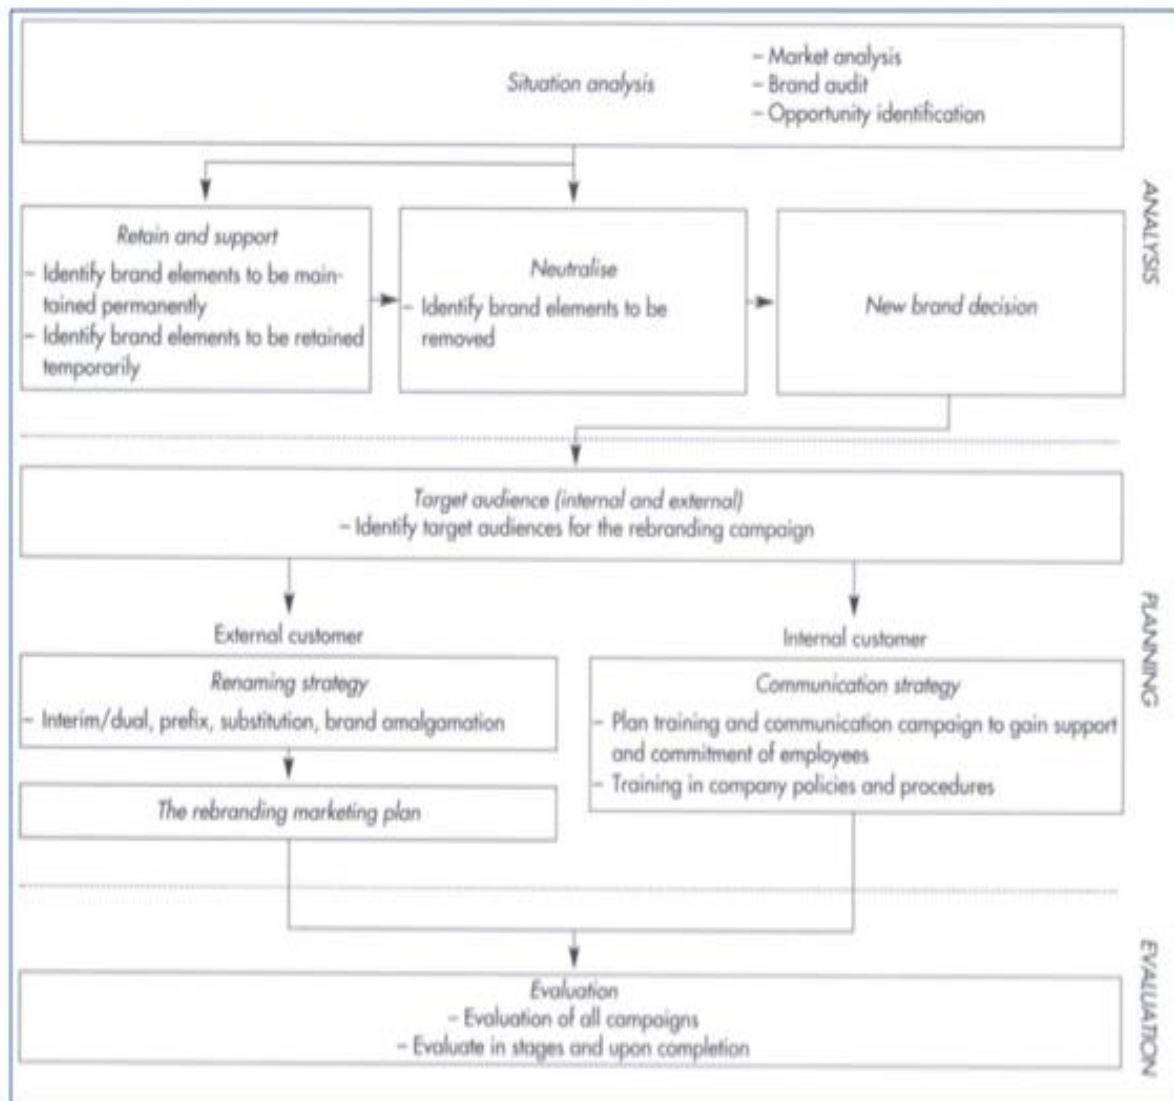 Situation analysis
– Market analysis
– Brand audit
– Opportunity identification
ANALYSIS
Retain and support
– Identify brand elements to be main-
tained permanently
– Identify brand elements to be retained
temporarily
Neutralise
– Identify brand elements to be
removed
New brand decision
Target audience (internal and external)
– Identify target audiences for the rebranding campaign
PLANNING
External customer
Renaming strategy
– Interim/dual, prefix, substitution, brand amalgamation
The rebranding marketing plan
Internal customer
Communication strategy
– Plan training and communication campaign to gain support
and commitment of employees
– Training in company policies and procedures
EVALUATION
Evaluation
– Evaluation of all campaigns
– Evaluate in stages and upon completion